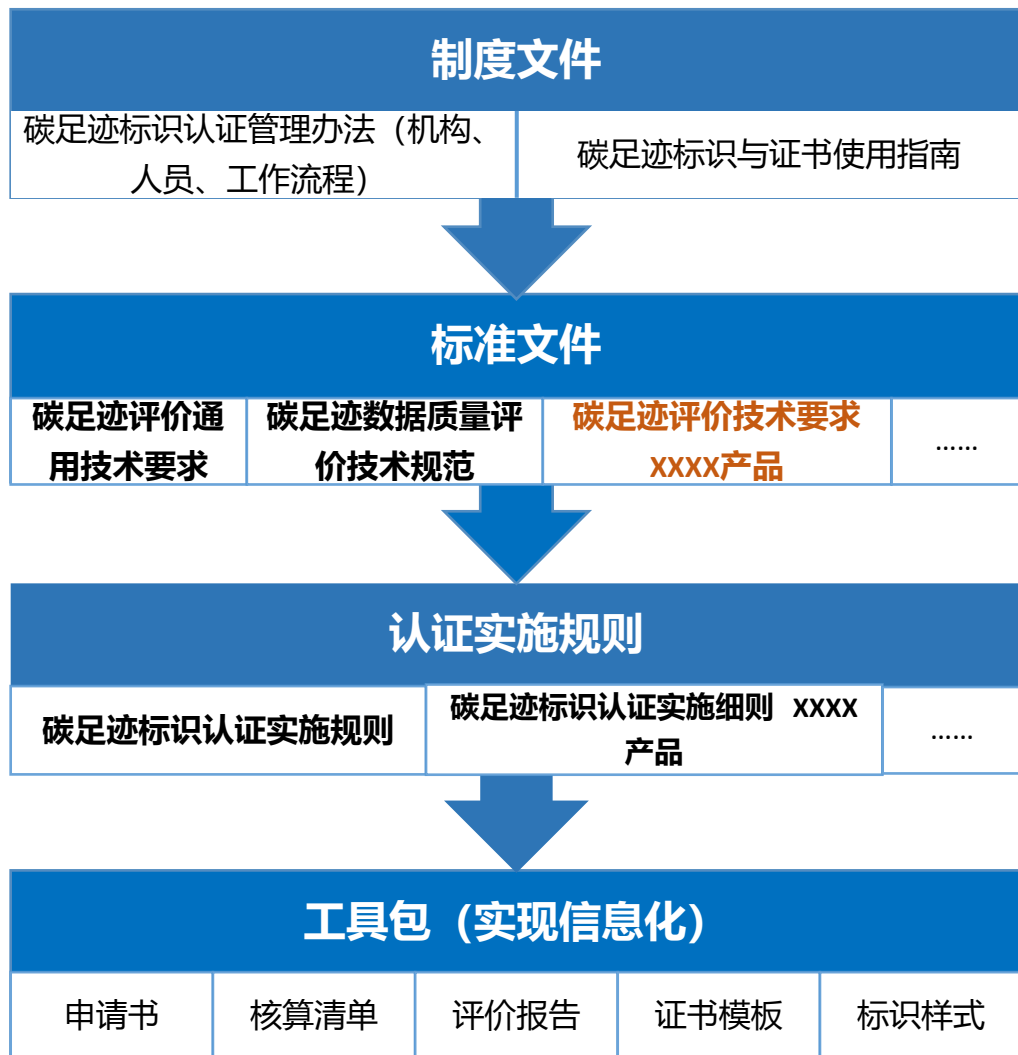 制度文件
碳足迹标识认证管理办法（机构、
人员、工作流程）
碳足迹标识与证书使用指南
标准文件
碳足迹评价通
用技术要求
碳足迹数据质量评
价技术规范
碳足迹评价技术要求
XXXX产品
……
认证实施规则
碳足迹标识认证实施规则
碳足迹标识认证实施细则 XXXX
产品
……
工具包（实现信息化）
申请书
核算清单
评价报告
证书模板
标识样式